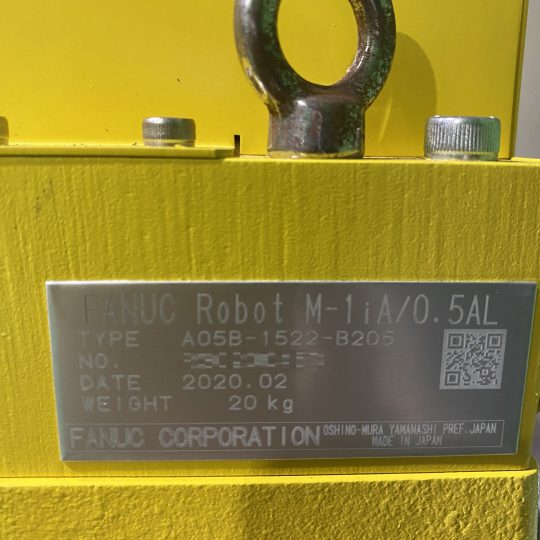 FANUC Robot M-1iA/0.5AL
TYPE A05B-1522-B205
NO.
DATE 2020.02
WEIGHT 20 kg
FANUC CORPORATION OSHINO-MURA YAMANASHI PREF. JAPAN
MADE IN JAPAN